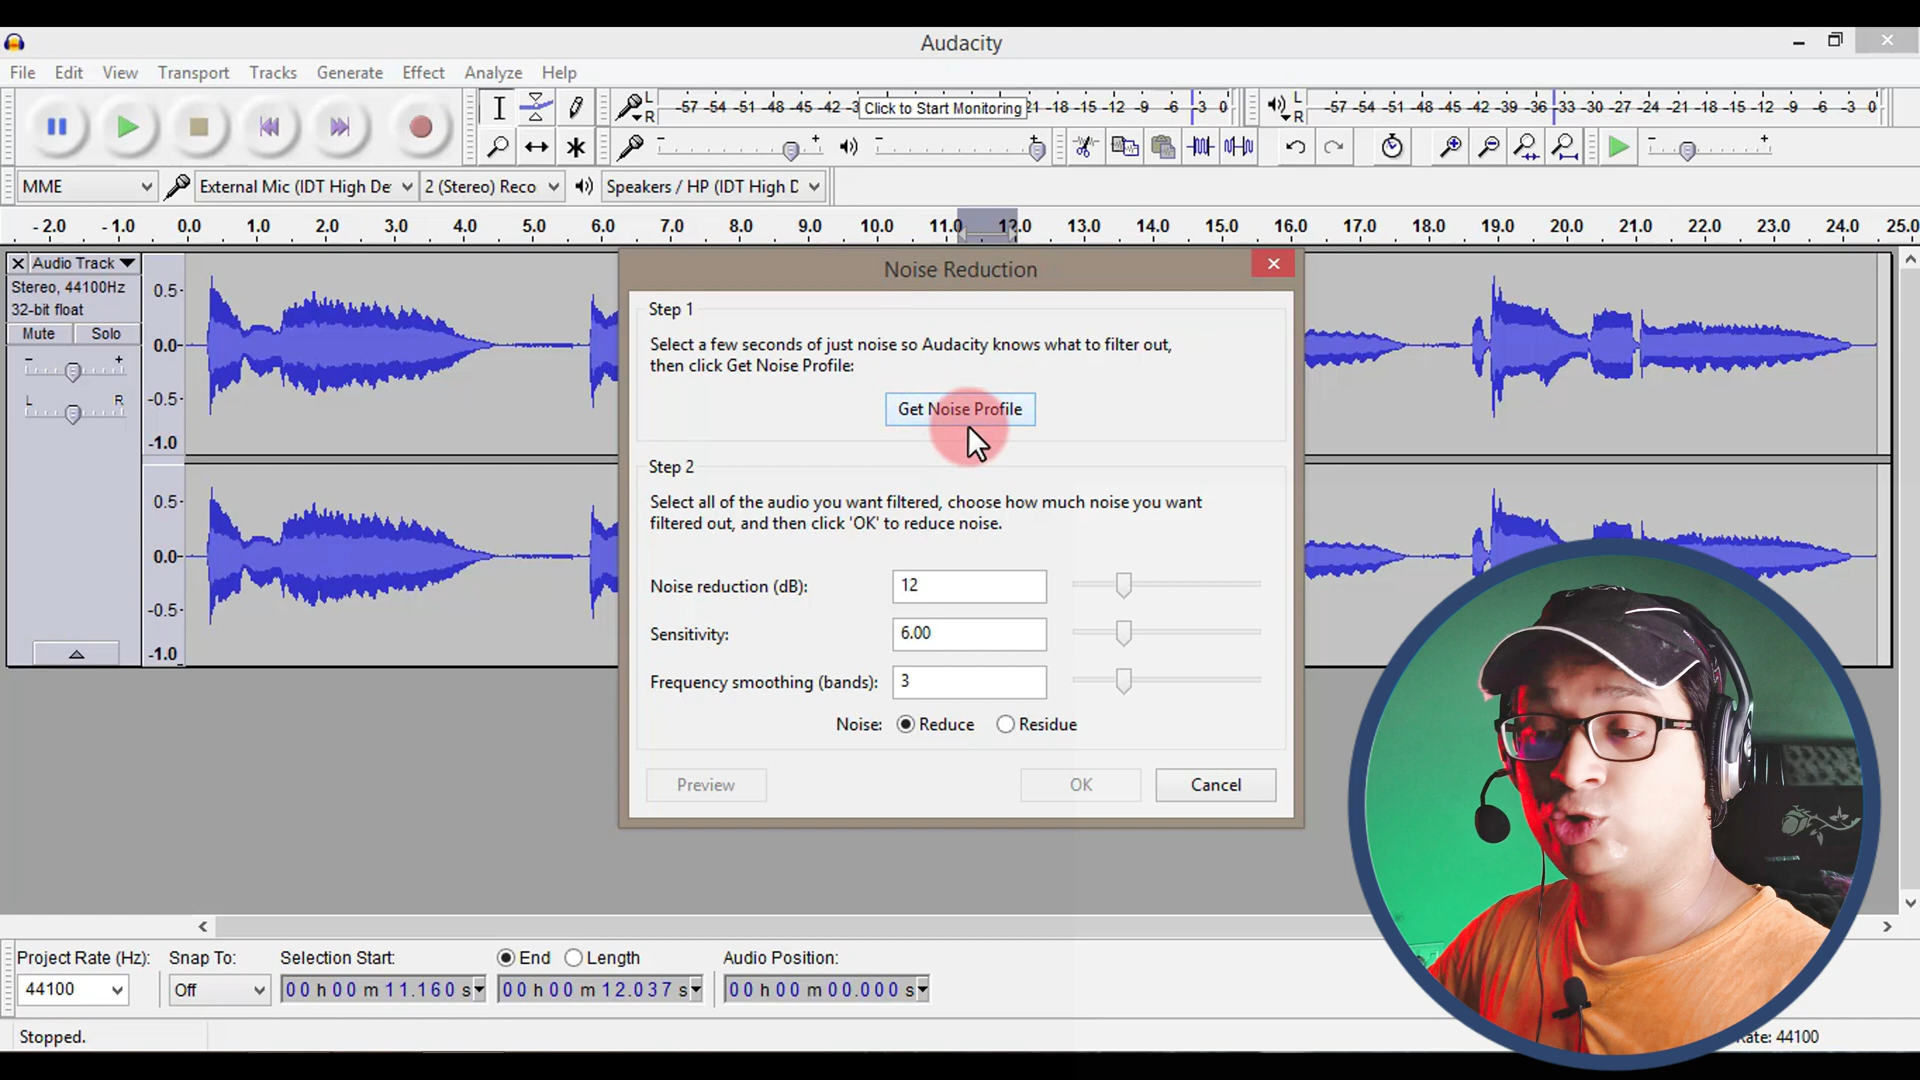 Audacity
File Edit View Transport Tracks Generate Effect Analyze Help
L
R
-57 -54 -51 -48 -45 -42 -3 Click to Start Monitoring 21 -18 -15 -12 -9 -6 -3 0
L
R
-57 -54 -51 -48 -45 -42 -39 -36 -33 -30 -27 -24 -21 -18 -15 -12 -9 -6 -3 0
MME External Mic (IDT High De 2 (Stereo) Reco Speakers / HP (IDT High D
-2.0 -1.0 0.0 1.0 2.0 3.0 4.0 5.0 6.0 7.0 8.0 9.0 10.0 11.0 12.0 13.0 14.0 15.0 16.0 17.0 18.0 19.0 20.0 21.0 22.0 23.0 24.0 25.0
Audio Track
Stereo, 44100Hz
32-bit float
Mute Solo
L R
0.5
0.0
-0.5
-1.0
0.5
0.0
-0.5
-1.0
Noise Reduction
Step 1
Select a few seconds of just noise so Audacity knows what to filter out,
then click Get Noise Profile:
Get Noise Profile
Step 2
Select all of the audio you want filtered, choose how much noise you want
filtered out, and then click 'OK' to reduce noise.
Noise reduction (dB): 12
Sensitivity: 6.00
Frequency smoothing (bands): 3
Noise: Reduce Residue
Preview OK Cancel
Project Rate (Hz): Snap To: Selection Start: End Length Audio Position:
44100 Off 00 h 00 m 11.160 s 00 h 00 m 12.037 s 00 h 00 m 00.000 s
Stopped.
Rate: 44100